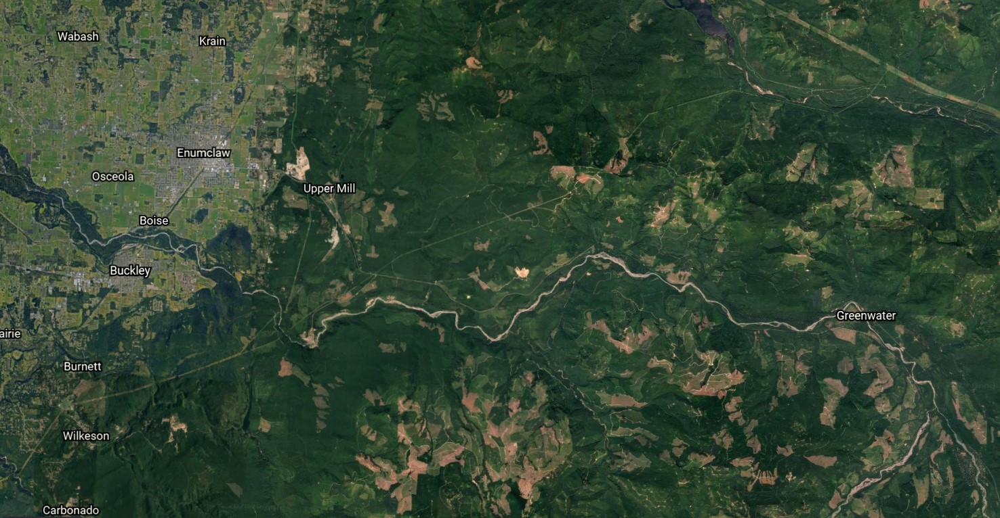 Wabash
Krain
Enumclaw
Osceola
Upper Mill
Boise
Buckley
Greenwater
airie
Burnett
Wilkeson
Carbonado